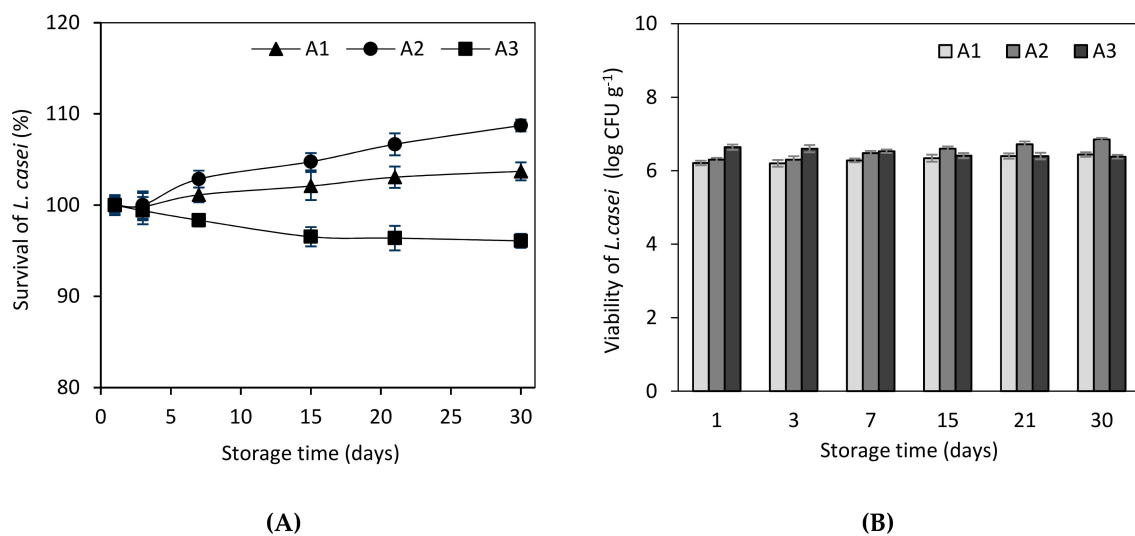 120
110
100
90
80
Survival of L. casei (%)
A1 A2 A3
0 5 10 15 20 25 30
Storage time (days)
(A)
10
8
6
4
2
0
Viability of L.casei (log CFU g-1)
A1 A2 A3
1 3 7 15 21 30
Storage time (days)
(B)